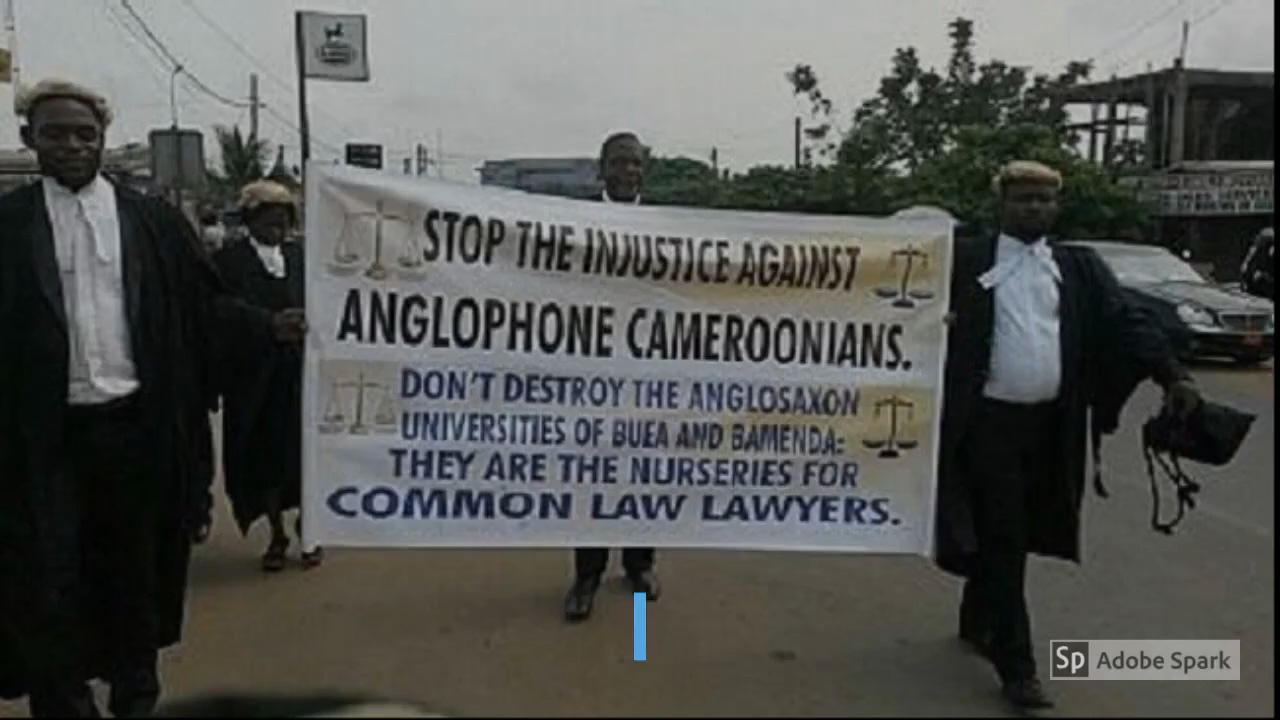 STOP THE INJUSTICE AGAINST
ANGLOPHONE CAMEROONIANS.
DON'T DESTROY THE ANGLOSAXON
UNIVERSITIES OF BUEA AND BAMENDA:
THEY ARE THE NURSERIES FOR
COMMON LAW LAWYERS.
Sp Adobe Spark